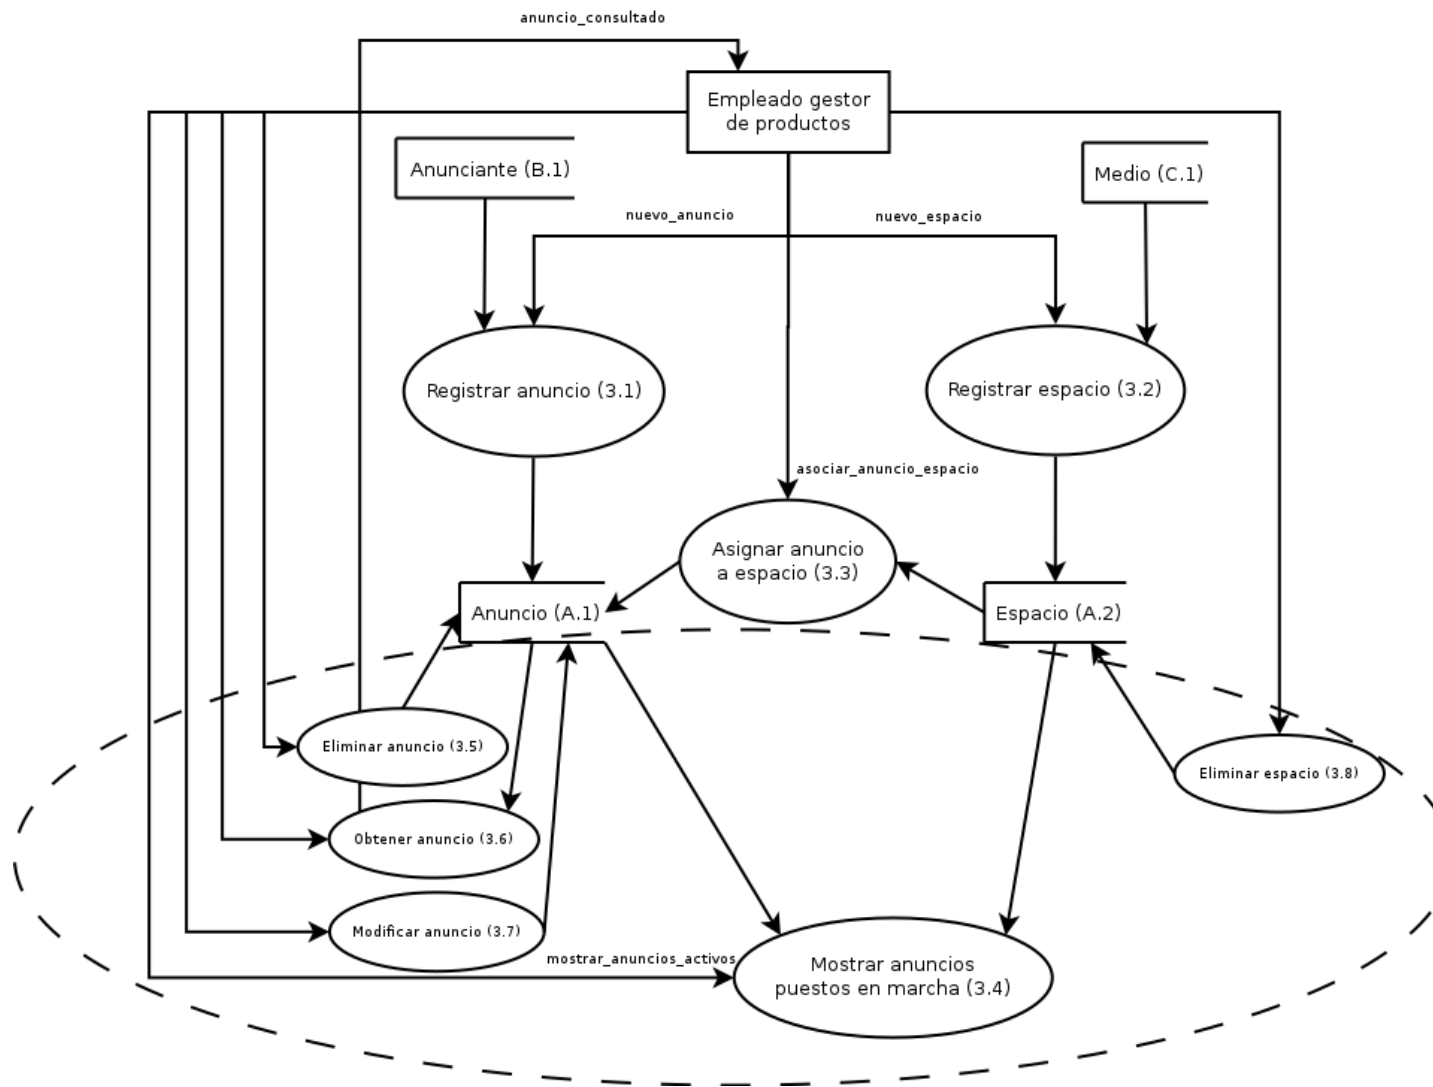 anuncio_consultado
Empleado gestor
de productos
Anunciante (B.1)
Medio (C.1)
nuevo_anuncio
nuevo_espacio
Registrar anuncio (3.1)
Registrar espacio (3.2)
asociar_anuncio_espacio
Asignar anuncio
a espacio (3.3)
Anuncio (A.1)
Espacio (A.2)
Eliminar anuncio (3.5)
Eliminar espacio (3.8)
Obtener anuncio (3.6)
Modificar anuncio (3.7)
mostrar_anuncios_activos
Mostrar anuncios
puestos en marcha (3.4)